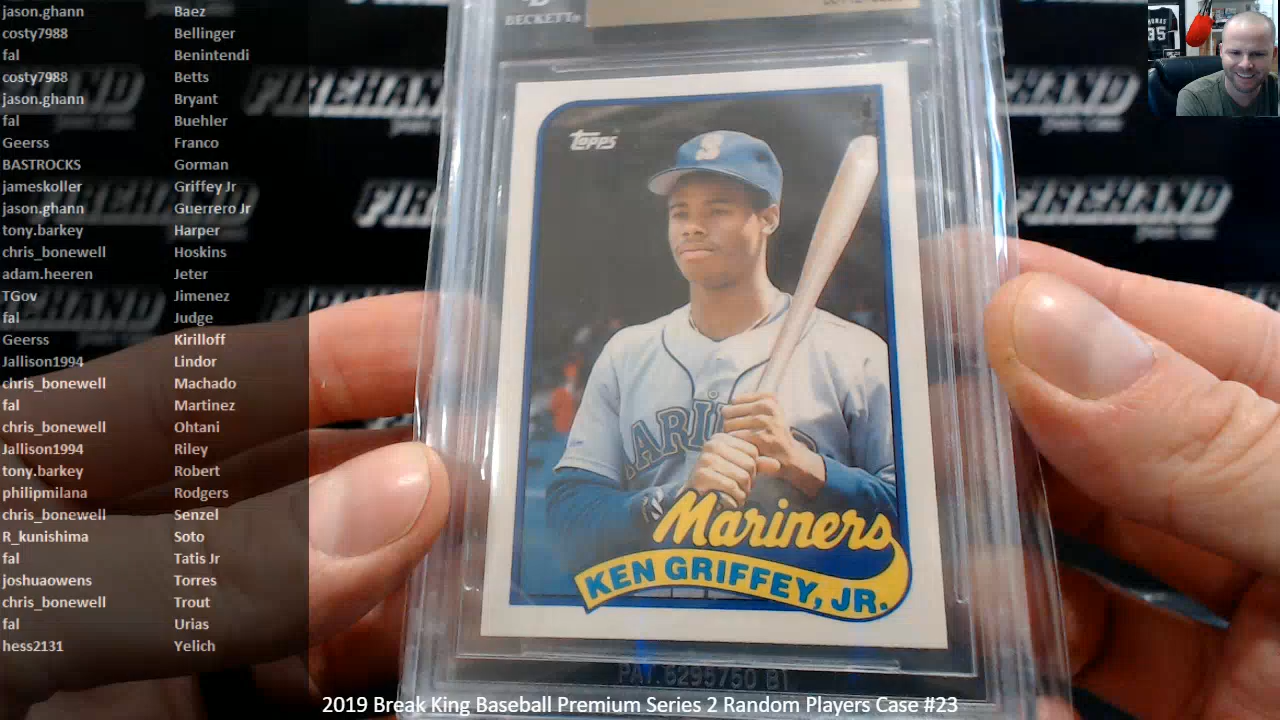 jason.ghann Baez
costy7988 Bellinger
fal Benintendi
costy7988 Betts
jason.ghann Bryant
fal Buehler
Geerss Franco
BASTROCKS Gorman
jameskoller Griffey Jr
jason.ghann Guerrero Jr
tony.barkey Harper
chris_bonewell Hoskins
adam.heeren Jeter
TGov Jimenez
fal Judge
Geerss Kirilloff
Jallison1994 Lindor
chris_bonewell Machado
fal Martinez
chris_bonewell Ohtani
Jallison1994 Riley
tony.barkey Robert
philipmilana Rodgers
chris_bonewell Senzel
R_kunishima Soto
fal Tatis Jr
joshuaowens Torres
chris_bonewell Trout
fal Urias
hess2131 Yelich
BECKETT
Topps
S
Mariners
KEN GRIFFEY, JR.
FIREHAND
FIREHAND
FIREHAND
35
2019 Break King Baseball Premium Series 2 Random Players Case #23